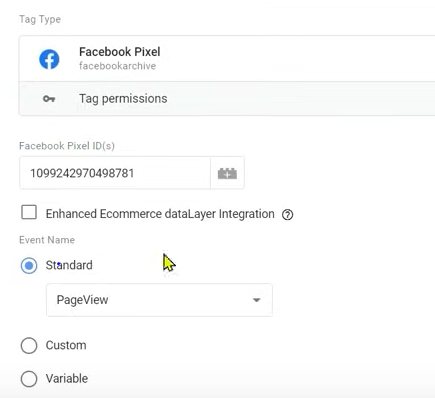 Tag Type
Facebook Pixel
facebookarchive
Tag permissions
Facebook Pixel ID(s)
1099242970498781
Enhanced Ecommerce dataLayer Integration
Event Name
Standard
PageView
Custom
Variable